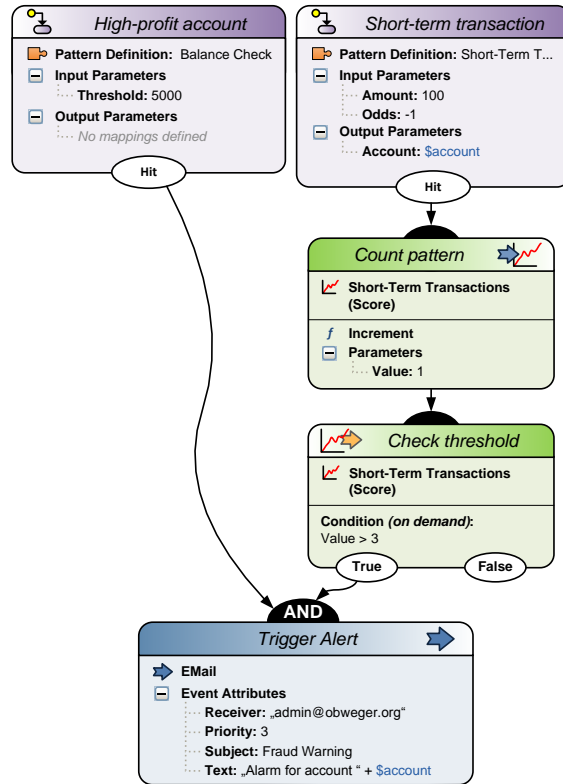 High-profit account
Pattern Definition: Balance Check
Input Parameters
Threshold: 5000
Output Parameters
No mappings defined
Hit
Short-term transaction
Pattern Definition: Short-Term T...
Input Parameters
Amount: 100
Odds: -1
Output Parameters
Account: $account
Hit
Count pattern
Short-Term Transactions
(Score)
f Increment
Parameters
Value: 1
Check threshold
Short-Term Transactions
(Score)
Condition (on demand):
Value > 3
True
False
AND
Trigger Alert
EMail
Event Attributes
Receiver: „admin@obweger.org“
Priority: 3
Subject: Fraud Warning
Text: „Alarm for account “ + $account